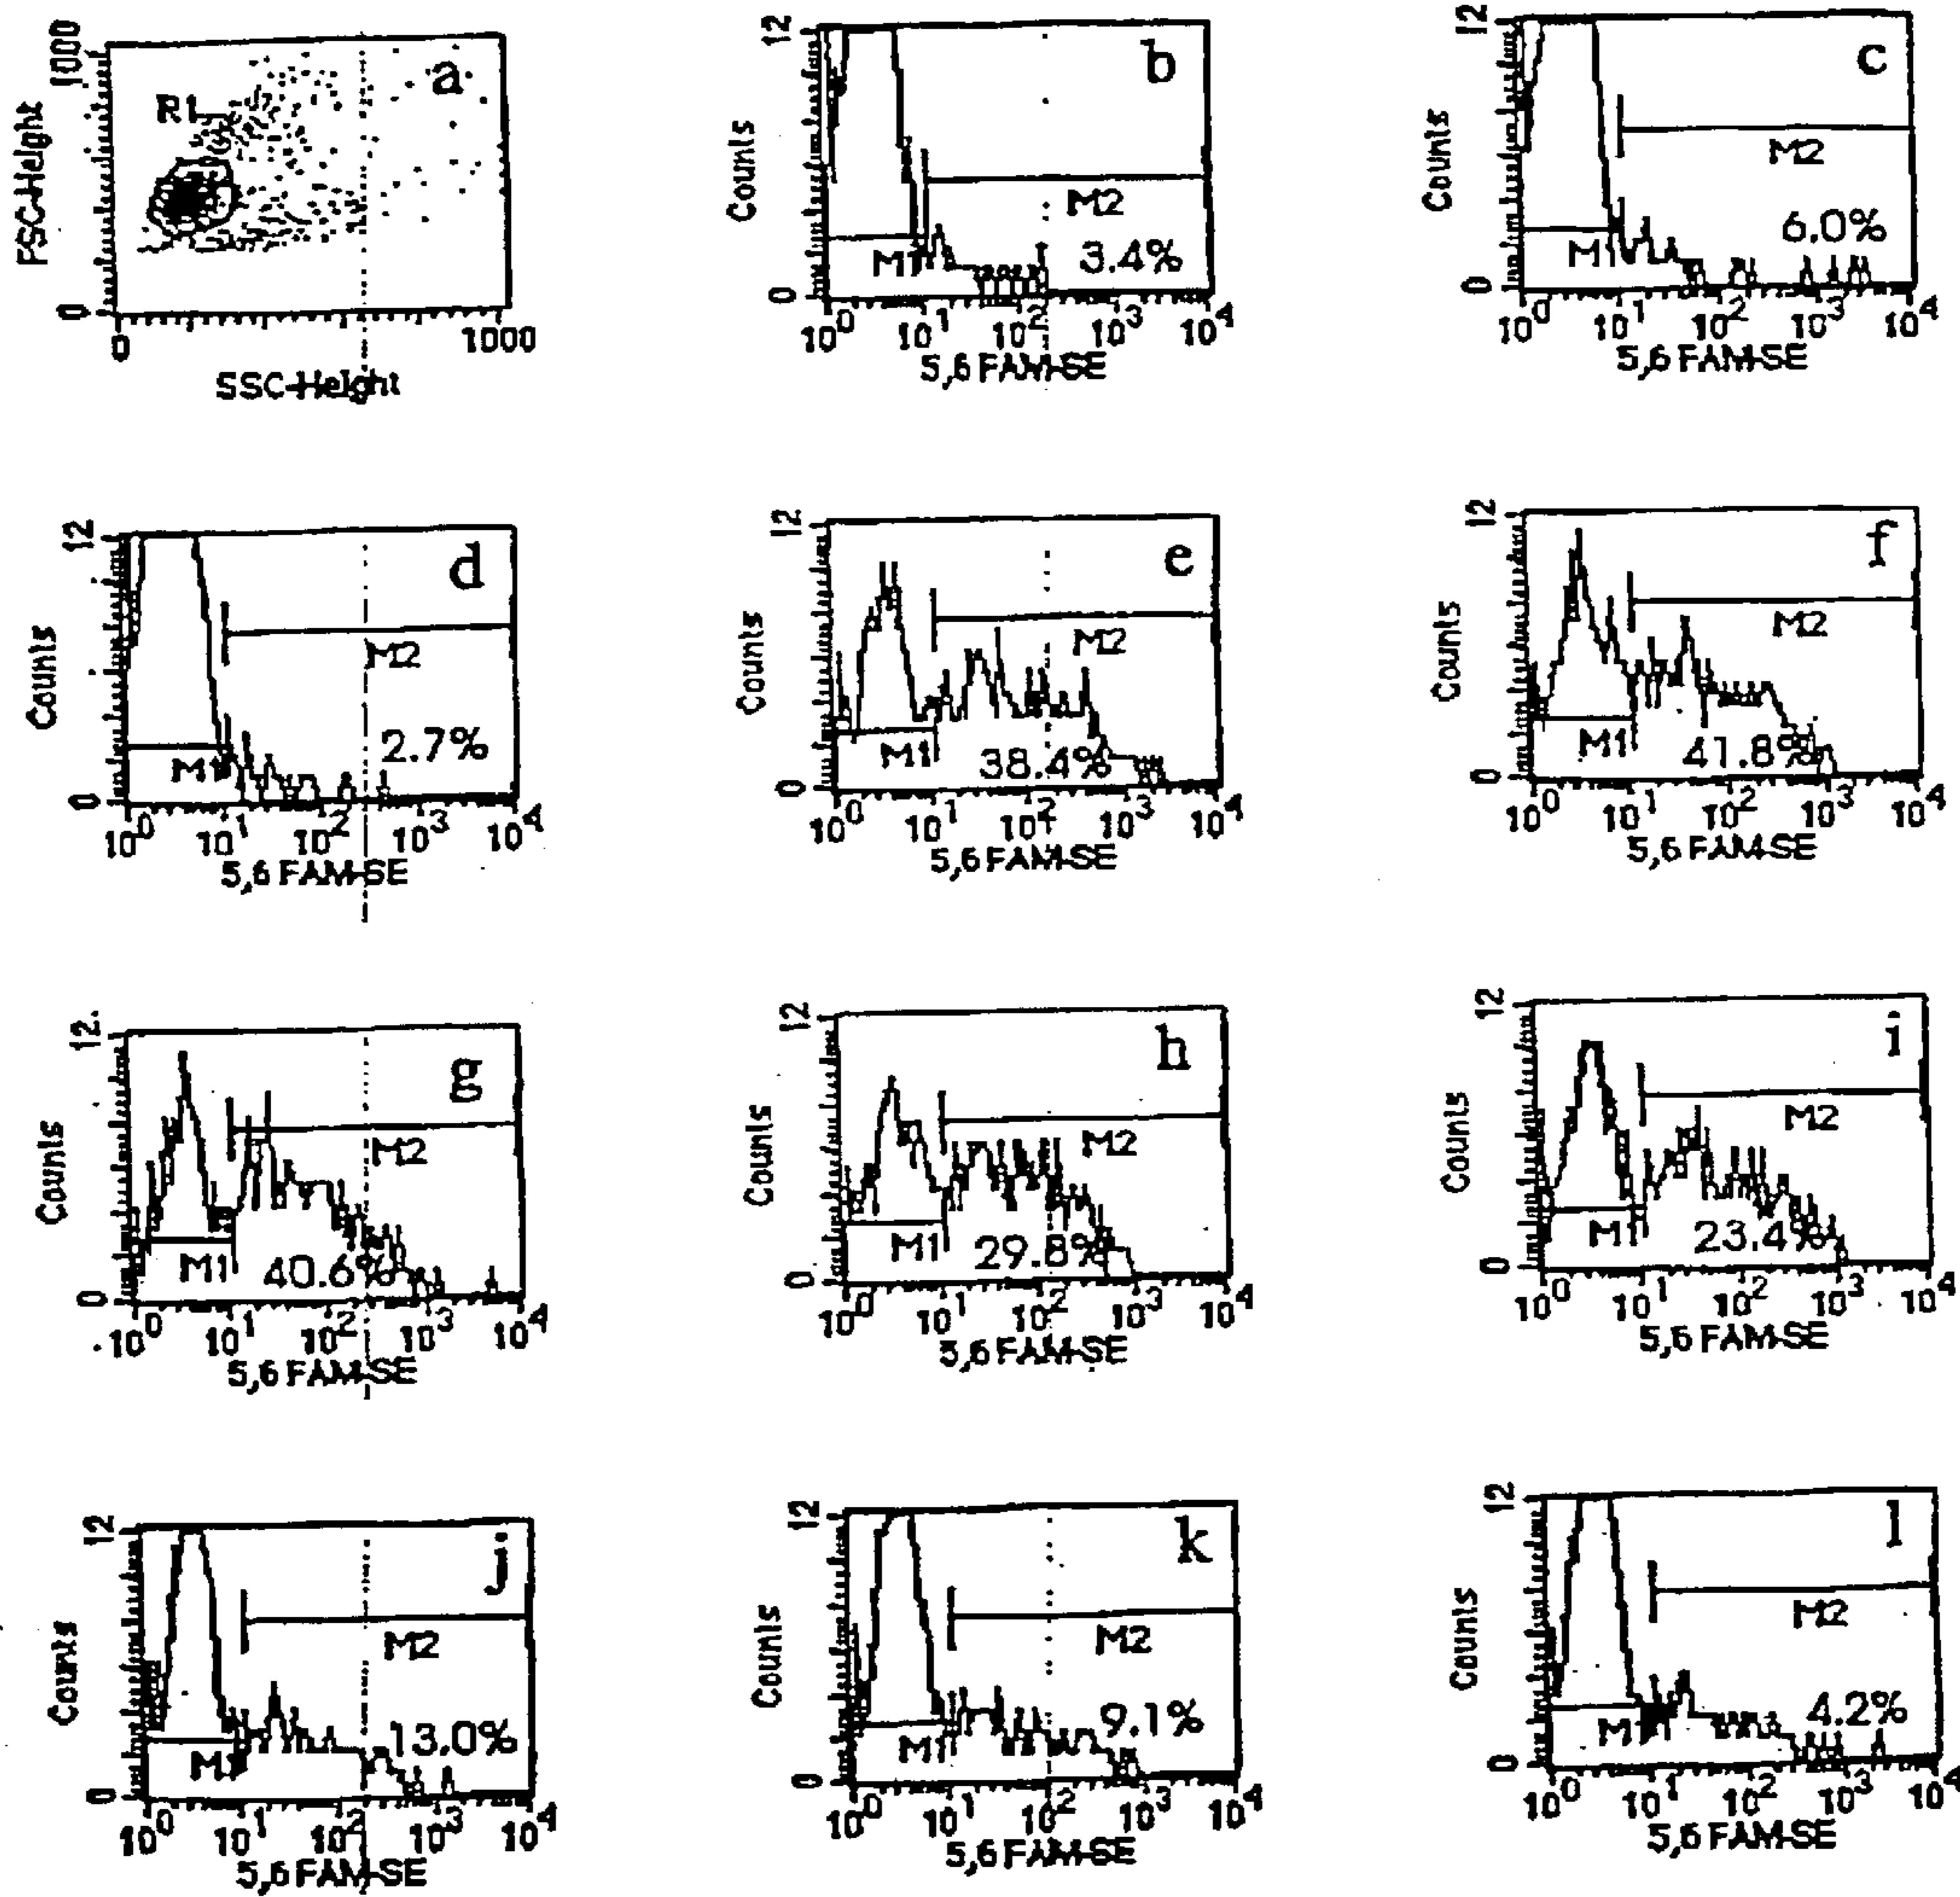 1000
FSC-Height
R1
a
0
0
1000
SSC-Height
12
b
Counts
M2
M1
3.4%
0
10^0 10^1 10^2 10^3 10^4
5,6 FAM-SE
12
c
Counts
M2
6.0%
M1
0
10^0 10^1 10^2 10^3 10^4
5,6 FAM-SE
12
d
Counts
M2
2.7%
M1
0
10^0 10^1 10^2 10^3 10^4
5,6 FAM-SE
12
e
Counts
M2
M1
38.4%
0
10^0 10^1 10^2 10^3 10^4
5,6 FAM-SE
12
f
Counts
M2
M1
41.8%
0
10^0 10^1 10^2 10^3 10^4
5,6 FAM-SE
12
g
Counts
M2
M1
40.6%
0
10^0 10^1 10^2 10^3 10^4
5,6 FAM-SE
12
h
Counts
M2
M1
29.8%
0
10^0 10^1 10^2 10^3 10^4
5,6 FAM-SE
12
i
Counts
M2
M1
23.4%
0
10^0 10^1 10^2 10^3 10^4
5,6 FAM-SE
12
j
Counts
M2
M1
13.0%
0
10^0 10^1 10^2 10^3 10^4
5,6 FAM-SE
12
k
Counts
M2
9.1%
M1
0
10^0 10^1 10^2 10^3 10^4
5,6 FAM-SE
12
l
Counts
M2
4.2%
M1
0
10^0 10^1 10^2 10^3 10^4
5,6 FAM-SE